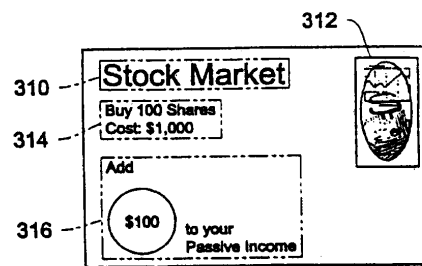 312
310
Stock Market
314
Buy 100 Shares
Cost: $1,000
316
Add
$100
to your
Passive Income